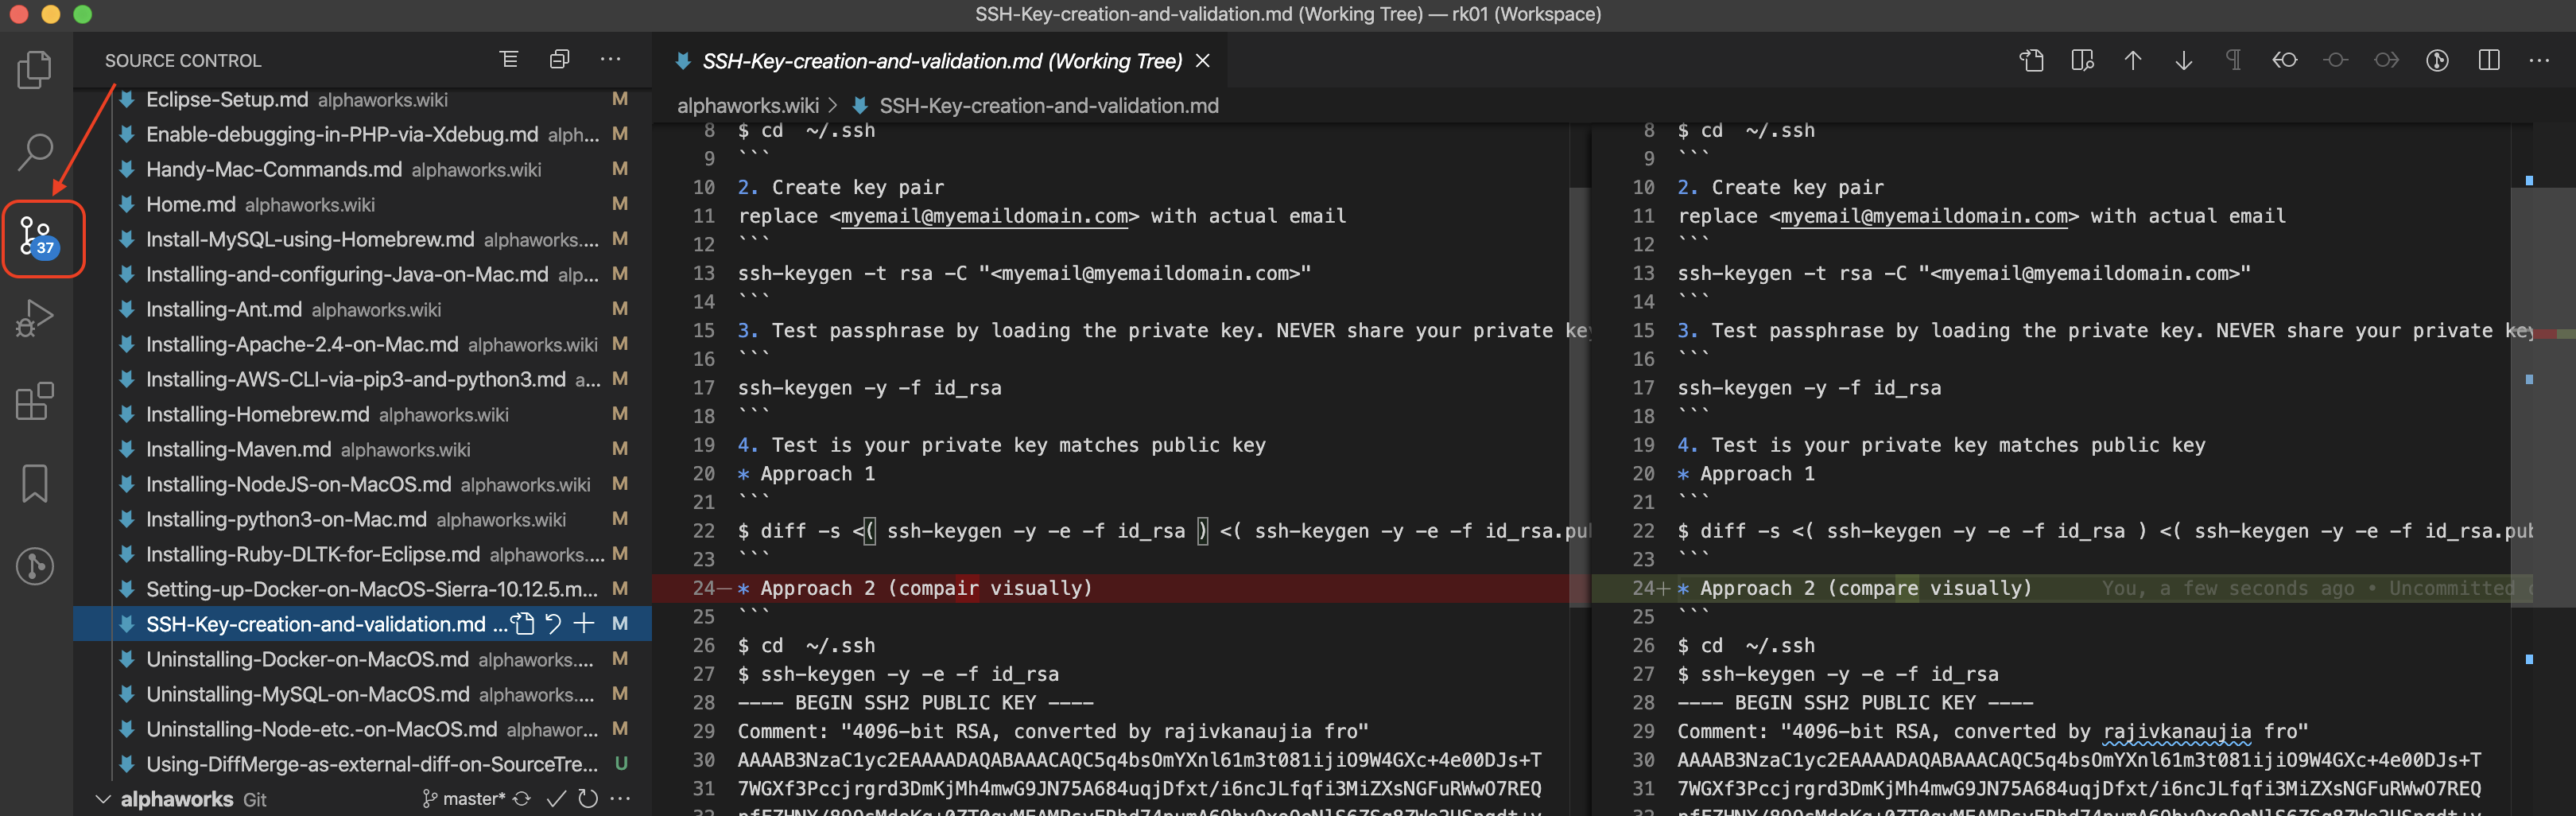 SSH-Key-creation-and-validation.md (Working Tree) — rk01 (Workspace)
SOURCE CONTROL
37
Eclipse-Setup.md alphaworks.wiki M
Enable-debugging-in-PHP-via-Xdebug.md alph... M
Handy-Mac-Commands.md alphaworks.wiki M
Home.md alphaworks.wiki M
Install-MySQL-using-Homebrew.md alphaworks.... M
Installing-and-configuring-Java-on-Mac.md alp... M
Installing-Ant.md alphaworks.wiki M
Installing-Apache-2.4-on-Mac.md alphaworks.wiki M
Installing-AWS-CLI-via-pip3-and-python3.md a... M
Installing-Homebrew.md alphaworks.wiki M
Installing-Maven.md alphaworks.wiki M
Installing-NodeJS-on-MacOS.md alphaworks.wiki M
Installing-python3-on-Mac.md alphaworks.wiki M
Installing-Ruby-DLTK-for-Eclipse.md alphaworks.... M
Setting-up-Docker-on-MacOS-Sierra-10.12.5.m... M
SSH-Key-creation-and-validation.md ... M
Uninstalling-Docker-on-MacOS.md alphaworks.... M
Uninstalling-MySQL-on-MacOS.md alphaworks.... M
Uninstalling-Node-etc.-on-MacOS.md alphawor... M
Using-DiffMerge-as-external-diff-on-SourceTre... U
alphaworks Git master*
SSH-Key-creation-and-validation.md (Working Tree)
alphaworks.wiki > SSH-Key-creation-and-validation.md
8 $ cd  ~/.ssh
9 ```
10 2. Create key pair
11 replace <myemail@myemaildomain.com> with actual email
12 ```
13 ssh-keygen -t rsa -C "<myemail@myemaildomain.com>"
14 ```
15 3. Test passphrase by loading the private key. NEVER share your private
16 ```
17 ssh-keygen -y -f id_rsa
18 ```
19 4. Test is your private key matches public key
20 * Approach 1
21 ```
22 $ diff -s <( ssh-keygen -y -e -f id_rsa ) <( ssh-keygen -y -e -f id_rsa.pu
23 ```
24— * Approach 2 (compair visually)
25 ```
26 $ cd  ~/.ssh
27 $ ssh-keygen -y -e -f id_rsa
28 ---- BEGIN SSH2 PUBLIC KEY ----
29 Comment: "4096-bit RSA, converted by rajivkanaujia fro"
30 AAAAB3NzaC1yc2EAAAADAQABAAACAQC5q4bsOmYXnl61m3t081ijiO9W4GXc+4e00DJs+T
31 7WGXf3Pccjrgrd3DmKjMh4mwG9JN75A684uqjDfxt/i6ncJLfqfi3MiZXsNGFuRWwO7REQ
8 $ cd  ~/.ssh
9 ```
10 2. Create key pair
11 replace <myemail@myemaildomain.com> with actual email
12 ```
13 ssh-keygen -t rsa -C "<myemail@myemaildomain.com>"
14 ```
15 3. Test passphrase by loading the private key. NEVER share your private key
16 ```
17 ssh-keygen -y -f id_rsa
18 ```
19 4. Test is your private key matches public key
20 * Approach 1
21 ```
22 $ diff -s <( ssh-keygen -y -e -f id_rsa ) <( ssh-keygen -y -e -f id_rsa.pub
23 ```
24+ * Approach 2 (compare visually) You, a few seconds ago • Uncommitted c
25 ```
26 $ cd  ~/.ssh
27 $ ssh-keygen -y -e -f id_rsa
28 ---- BEGIN SSH2 PUBLIC KEY ----
29 Comment: "4096-bit RSA, converted by rajivkanaujia fro"
30 AAAAB3NzaC1yc2EAAAADAQABAAACAQC5q4bsOmYXnl61m3t081ijiO9W4GXc+4e00DJs+T
31 7WGXf3Pccjrgrd3DmKjMh4mwG9JN75A684uqjDfxt/i6ncJLfqfi3MiZXsNGFuRWwO7REQ